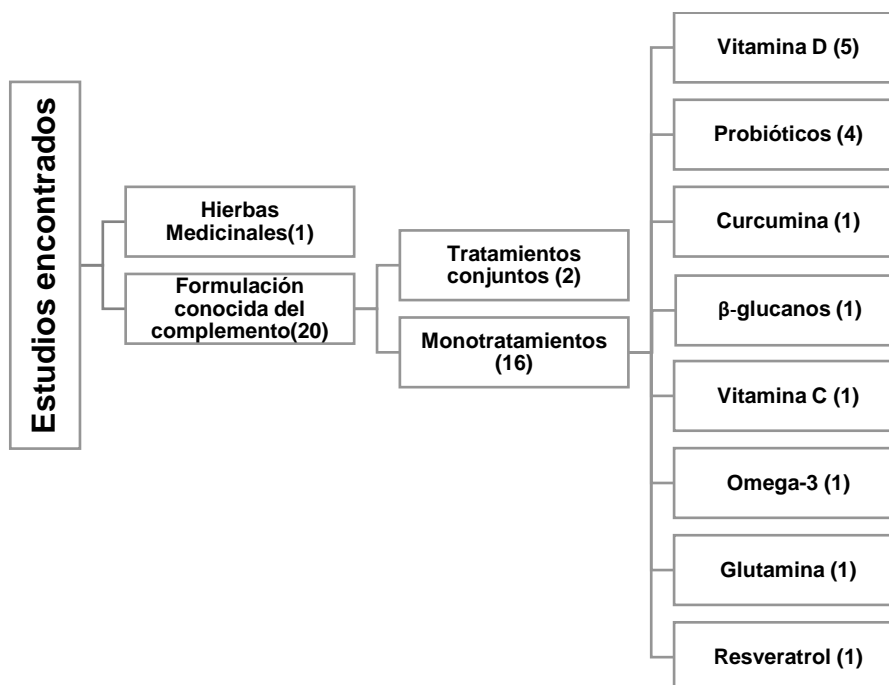 Estudios encontrados
Hierbas
Medicinales(1)
Formulación
conocida del
complemento(20)
Tratamientos
conjuntos (2)
Monotratamientos
(16)
Vitamina D (5)
Probióticos (4)
Curcumina (1)
β-glucanos (1)
Vitamina C (1)
Omega-3 (1)
Glutamina (1)
Resveratrol (1)